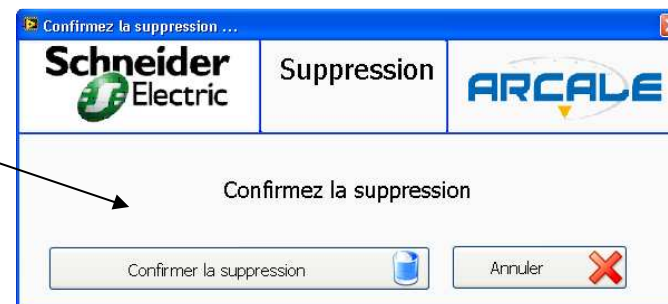 Confirmez la suppression ...
Schneider
Electric
Suppression
ARCALE
Confirmez la suppression
Confirmer la suppression
Annuler